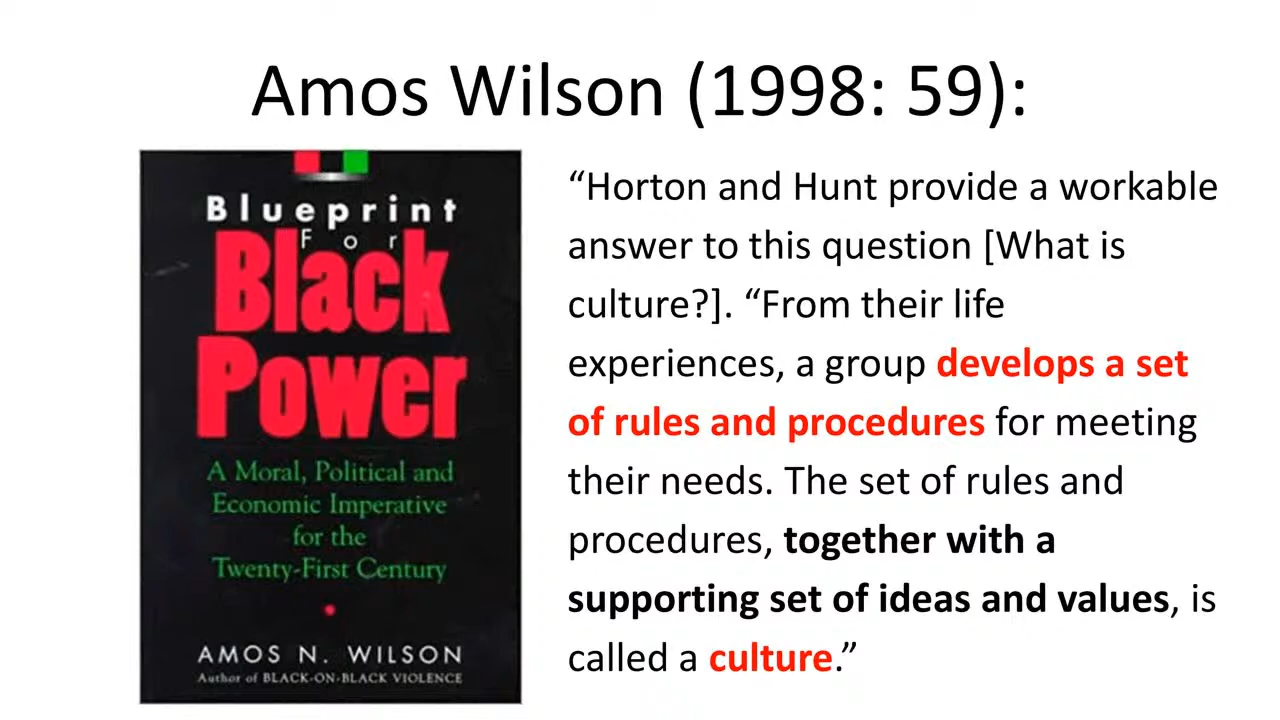 Amos Wilson (1998: 59):
Blueprint
For
Black
Power
A Moral, Political and
Economic Imperative
for the
Twenty-First Century
AMOS N. WILSON
Author of BLACK-ON-BLACK VIOLENCE
“Horton and Hunt provide a workable
answer to this question [What is
culture?]. “From their life
experiences, a group develops a set
of rules and procedures for meeting
their needs. The set of rules and
procedures, together with a
supporting set of ideas and values, is
called a culture.”